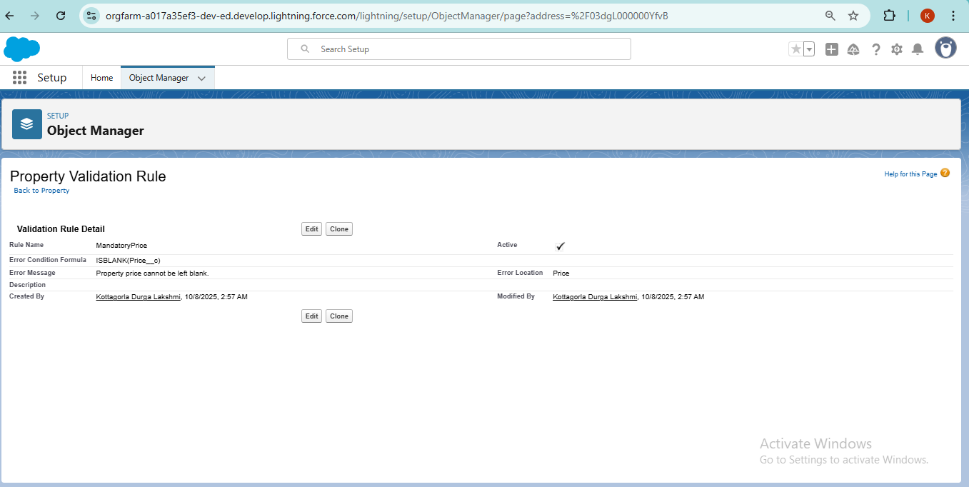 orgfarm-a017a35ef3-dev-ed.develop.lightning.force.com/lightning/setup/ObjectManager/page?address=%2F03dgL000000YfvB
K
Search Setup
Setup Home Object Manager
SETUP
Object Manager
Property Validation Rule
Help for this Page ?
Back to Property
Validation Rule Detail Edit Clone
Rule Name MandatoryPrice Active ✓
Error Condition Formula ISBLANK(Price__c)
Error Message Property price cannot be left blank. Error Location Price
Description
Created By Kottagorla Durga Lakshmi, 10/8/2025, 2:57 AM Modified By Kottagorla Durga Lakshmi, 10/8/2025, 2:57 AM
Edit Clone
Activate Windows
Go to Settings to activate Windows.